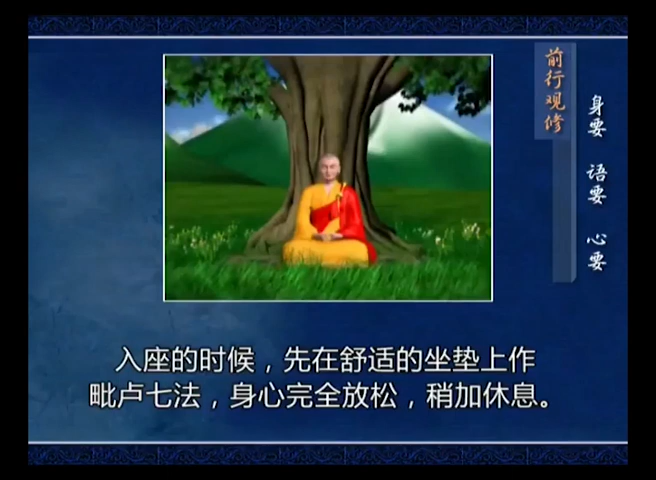 前行观修
身要 语要 心要
入座的时候，先在舒适的坐垫上作
毗卢七法，身心完全放松，稍加休息。